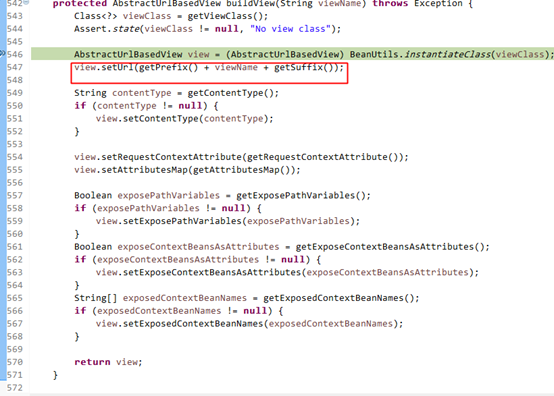 542 protected AbstractUrlBasedView buildView(String viewName) throws Exception {
543 Class<?> viewClass = getViewClass();
544 Assert.state(viewClass != null, "No view class");
545
546 AbstractUrlBasedView view = (AbstractUrlBasedView) BeanUtils.instantiateClass(viewClass);
547 view.setUrl(getPrefix() + viewName + getSuffix());
548
549 String contentType = getContentType();
550 if (contentType != null) {
551 view.setContentType(contentType);
552 }
553
554 view.setRequestContextAttribute(getRequestContextAttribute());
555 view.setAttributesMap(getAttributesMap());
556
557 Boolean exposePathVariables = getExposePathVariables();
558 if (exposePathVariables != null) {
559 view.setExposePathVariables(exposePathVariables);
560 }
561 Boolean exposeContextBeansAsAttributes = getExposeContextBeansAsAttributes();
562 if (exposeContextBeansAsAttributes != null) {
563 view.setExposeContextBeansAsAttributes(exposeContextBeansAsAttributes);
564 }
565 String[] exposedContextBeanNames = getExposedContextBeanNames();
566 if (exposedContextBeanNames != null) {
567 view.setExposedContextBeanNames(exposedContextBeanNames);
568 }
569
570 return view;
571 }
572